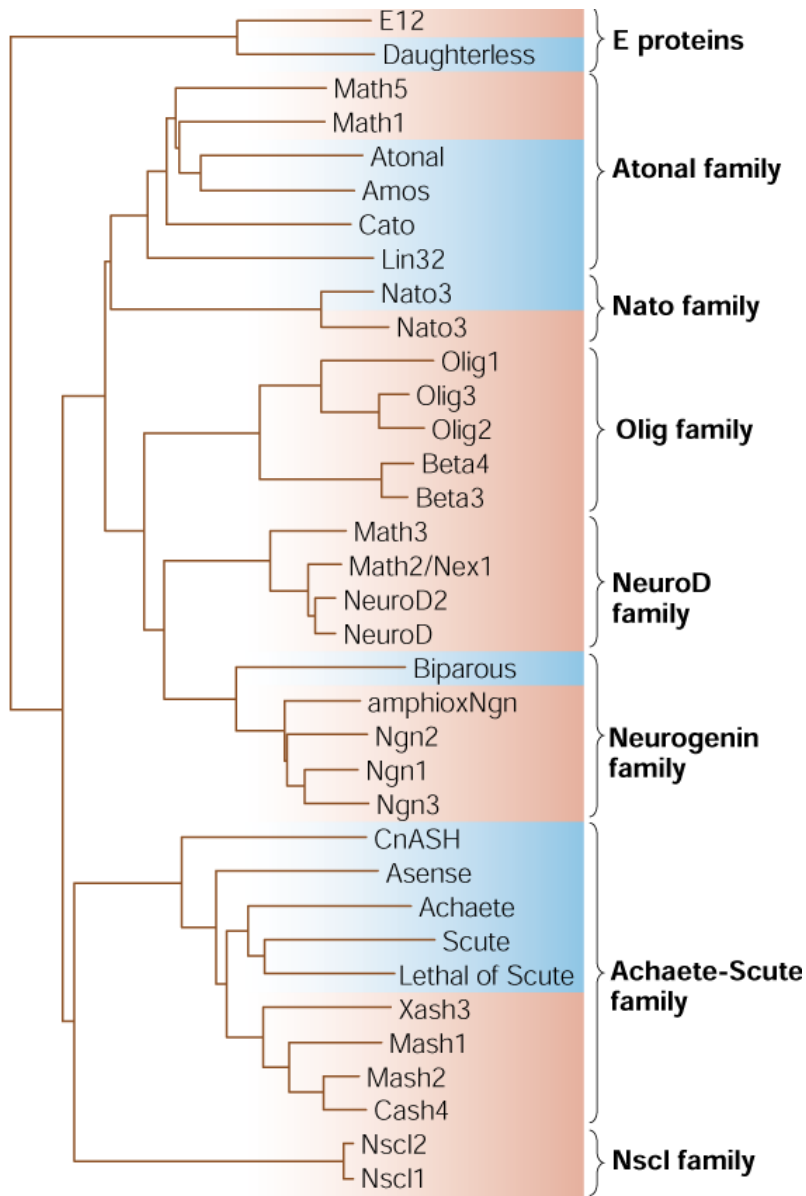 E12
E proteins
Daughterless
Math5
Math1
Atonal
Atonal family
Amos
Cato
Lin32
Nato3
Nato family
Nato3
Olig1
Olig3
Olig2
Olig family
Beta4
Beta3
Math3
Math2/Nex1
NeuroD
family
NeuroD2
NeuroD
Biparous
amphioxNgn
Ngn2
Neurogenin
family
Ngn1
Ngn3
CnASH
Asense
Achaete
Scute
Lethal of Scute
Achaete-Scute
family
Xash3
Mash1
Mash2
Cash4
Nscl2
Nscl family
Nscl1